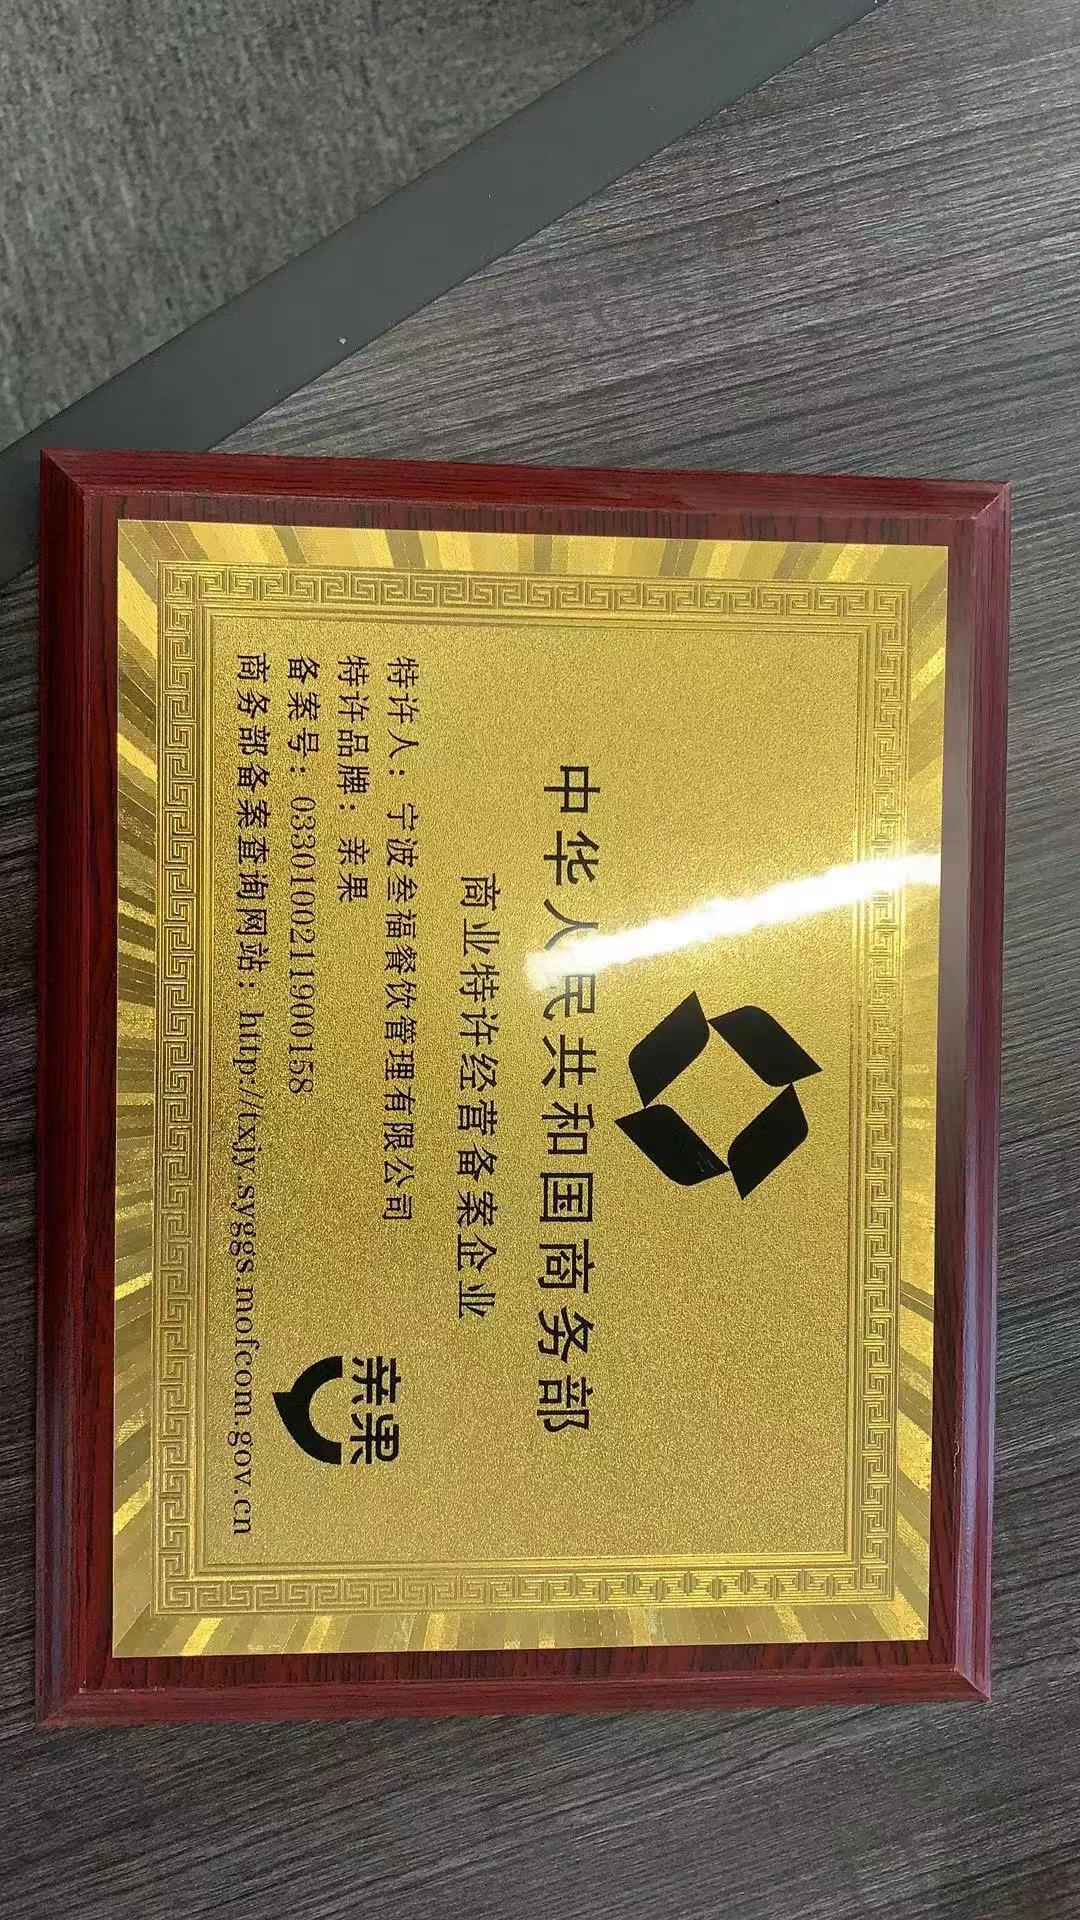 中华人民共和国商务部
商业特许经营备案企业
特许人：宁波叁福餐饮管理有限公司
特许品牌：亲果
备案号：0330100211900158
商务部备案查询网站：http://txjy.syggs.mofcom.gov.cn
亲果